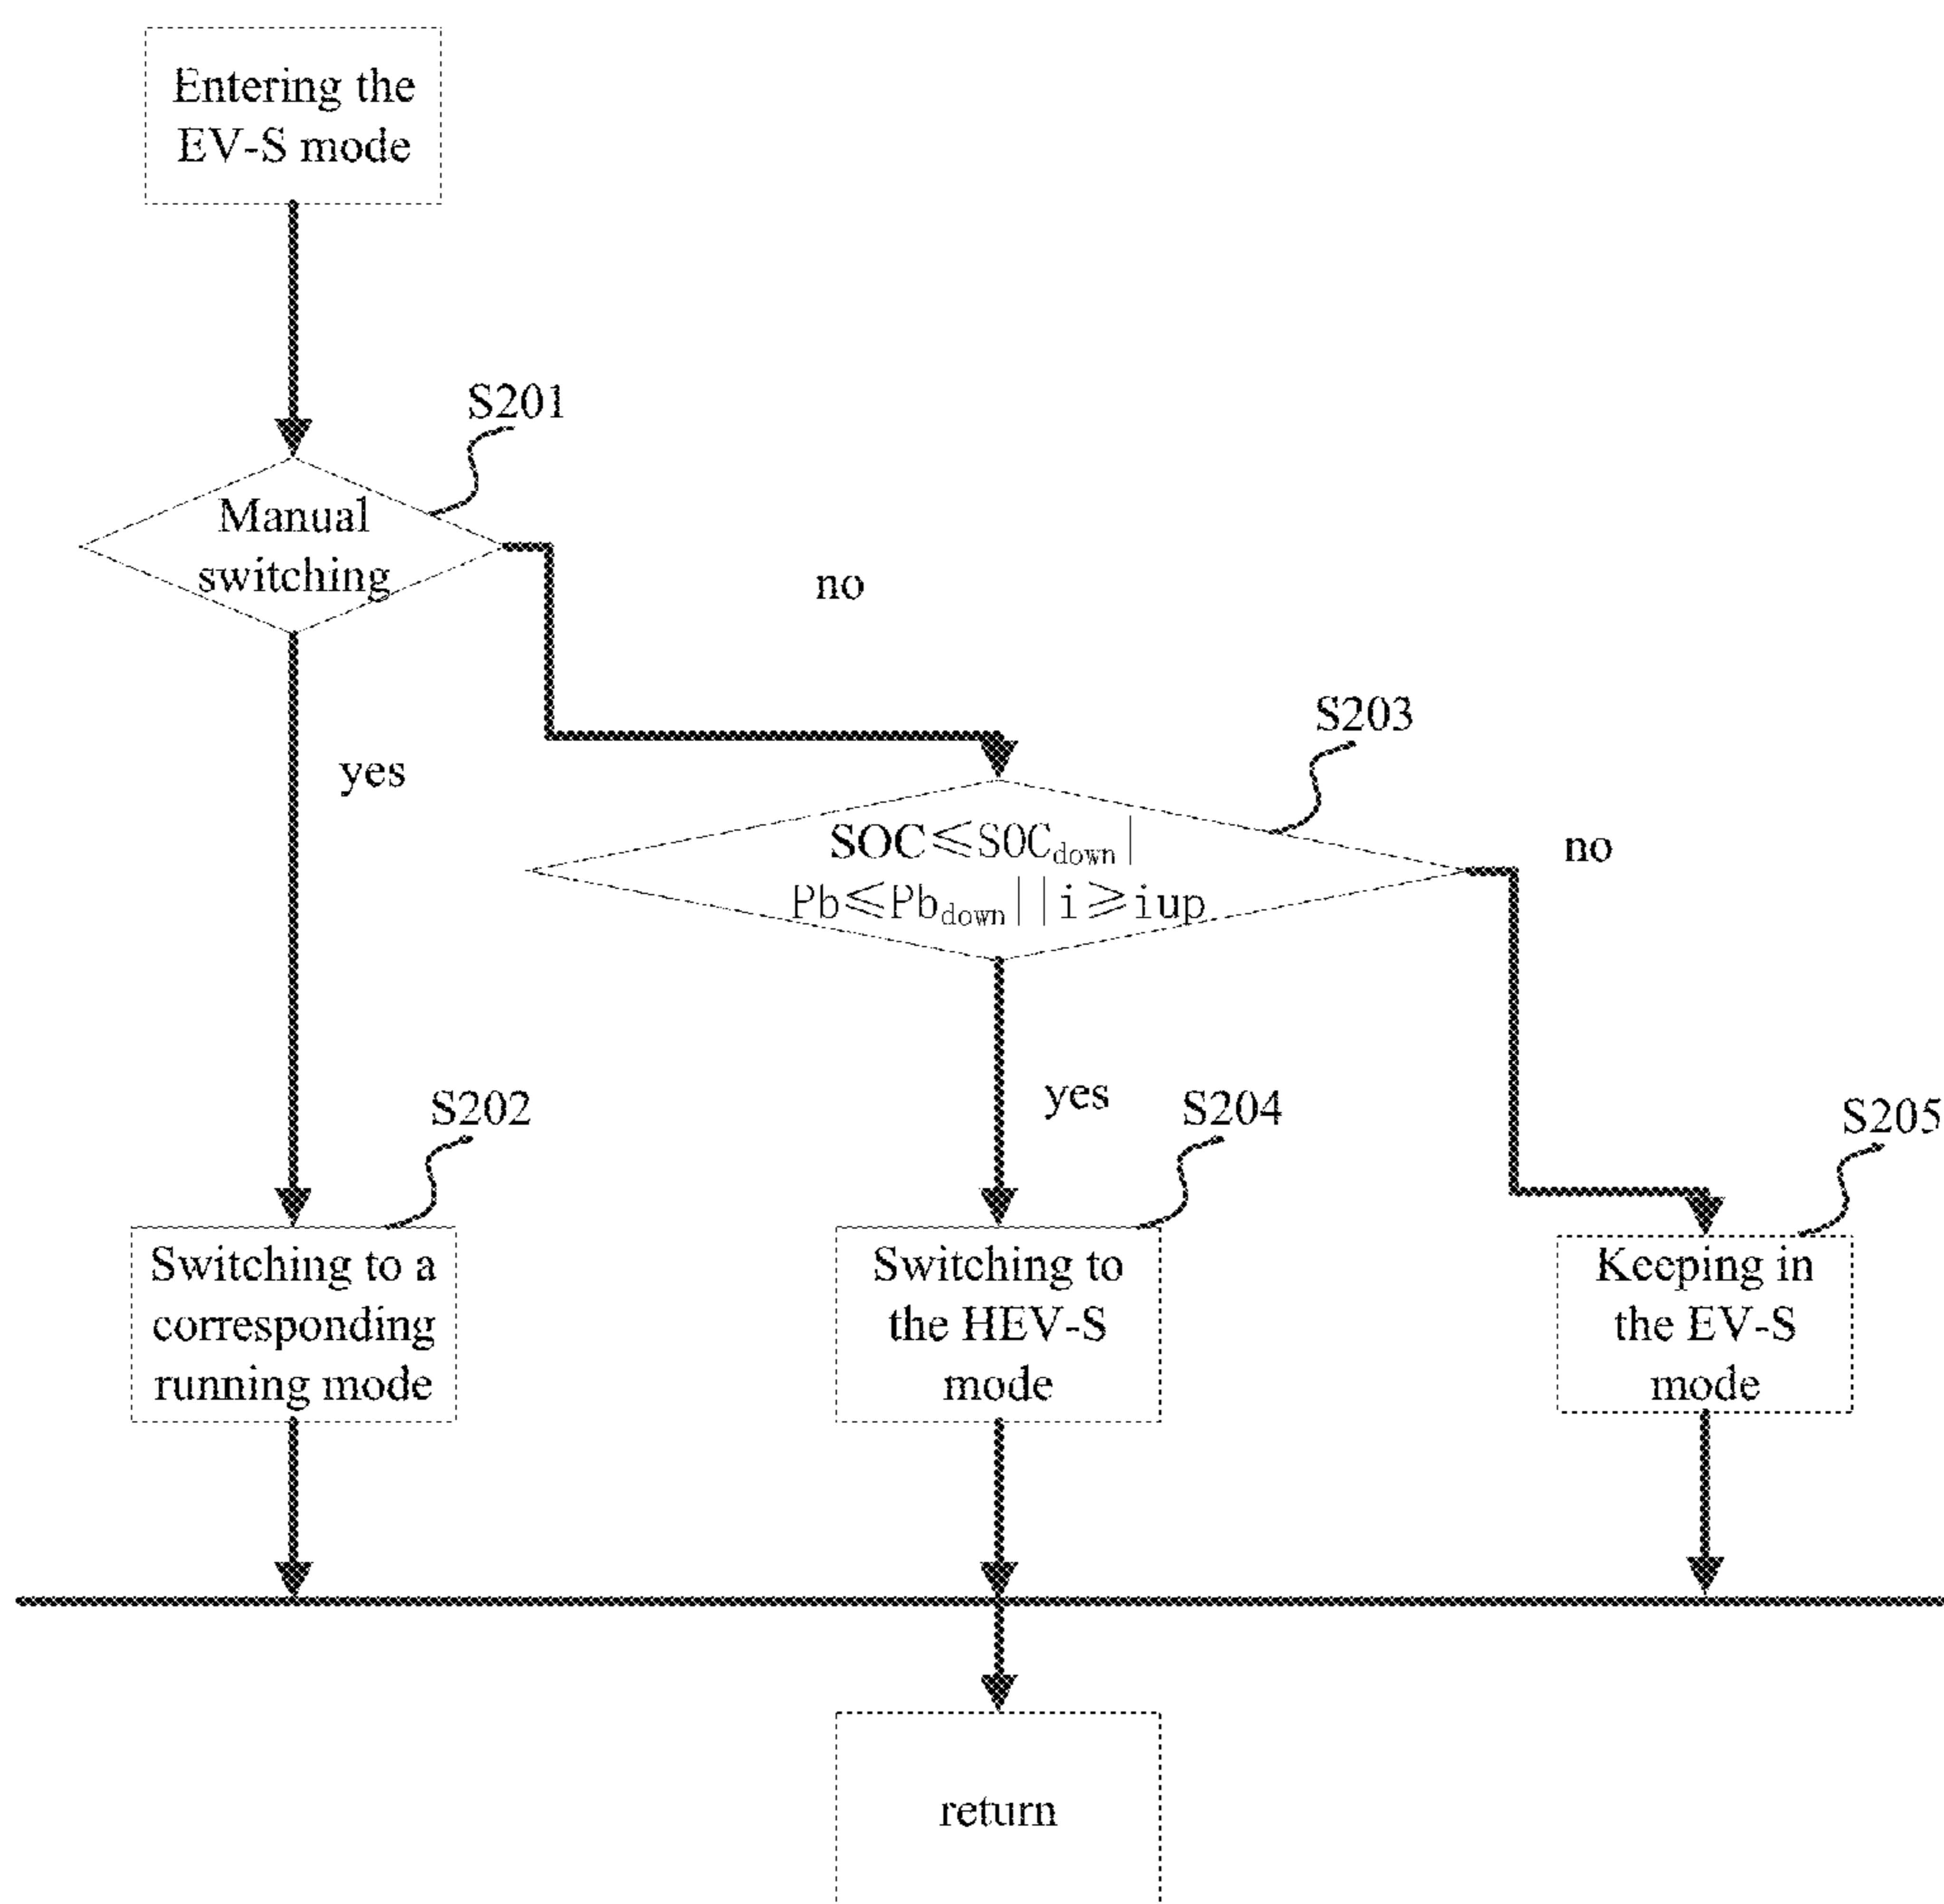 Entering the
EV-S mode
S201
Manual
switching
no
yes
S203
SOC≤SOCdown|
Pb≤Pbdown||i≥iup
no
yes
S202
S204
S205
Switching to a
corresponding
running mode
Switching to
the HEV-S
mode
Keeping in
the EV-S
mode
return